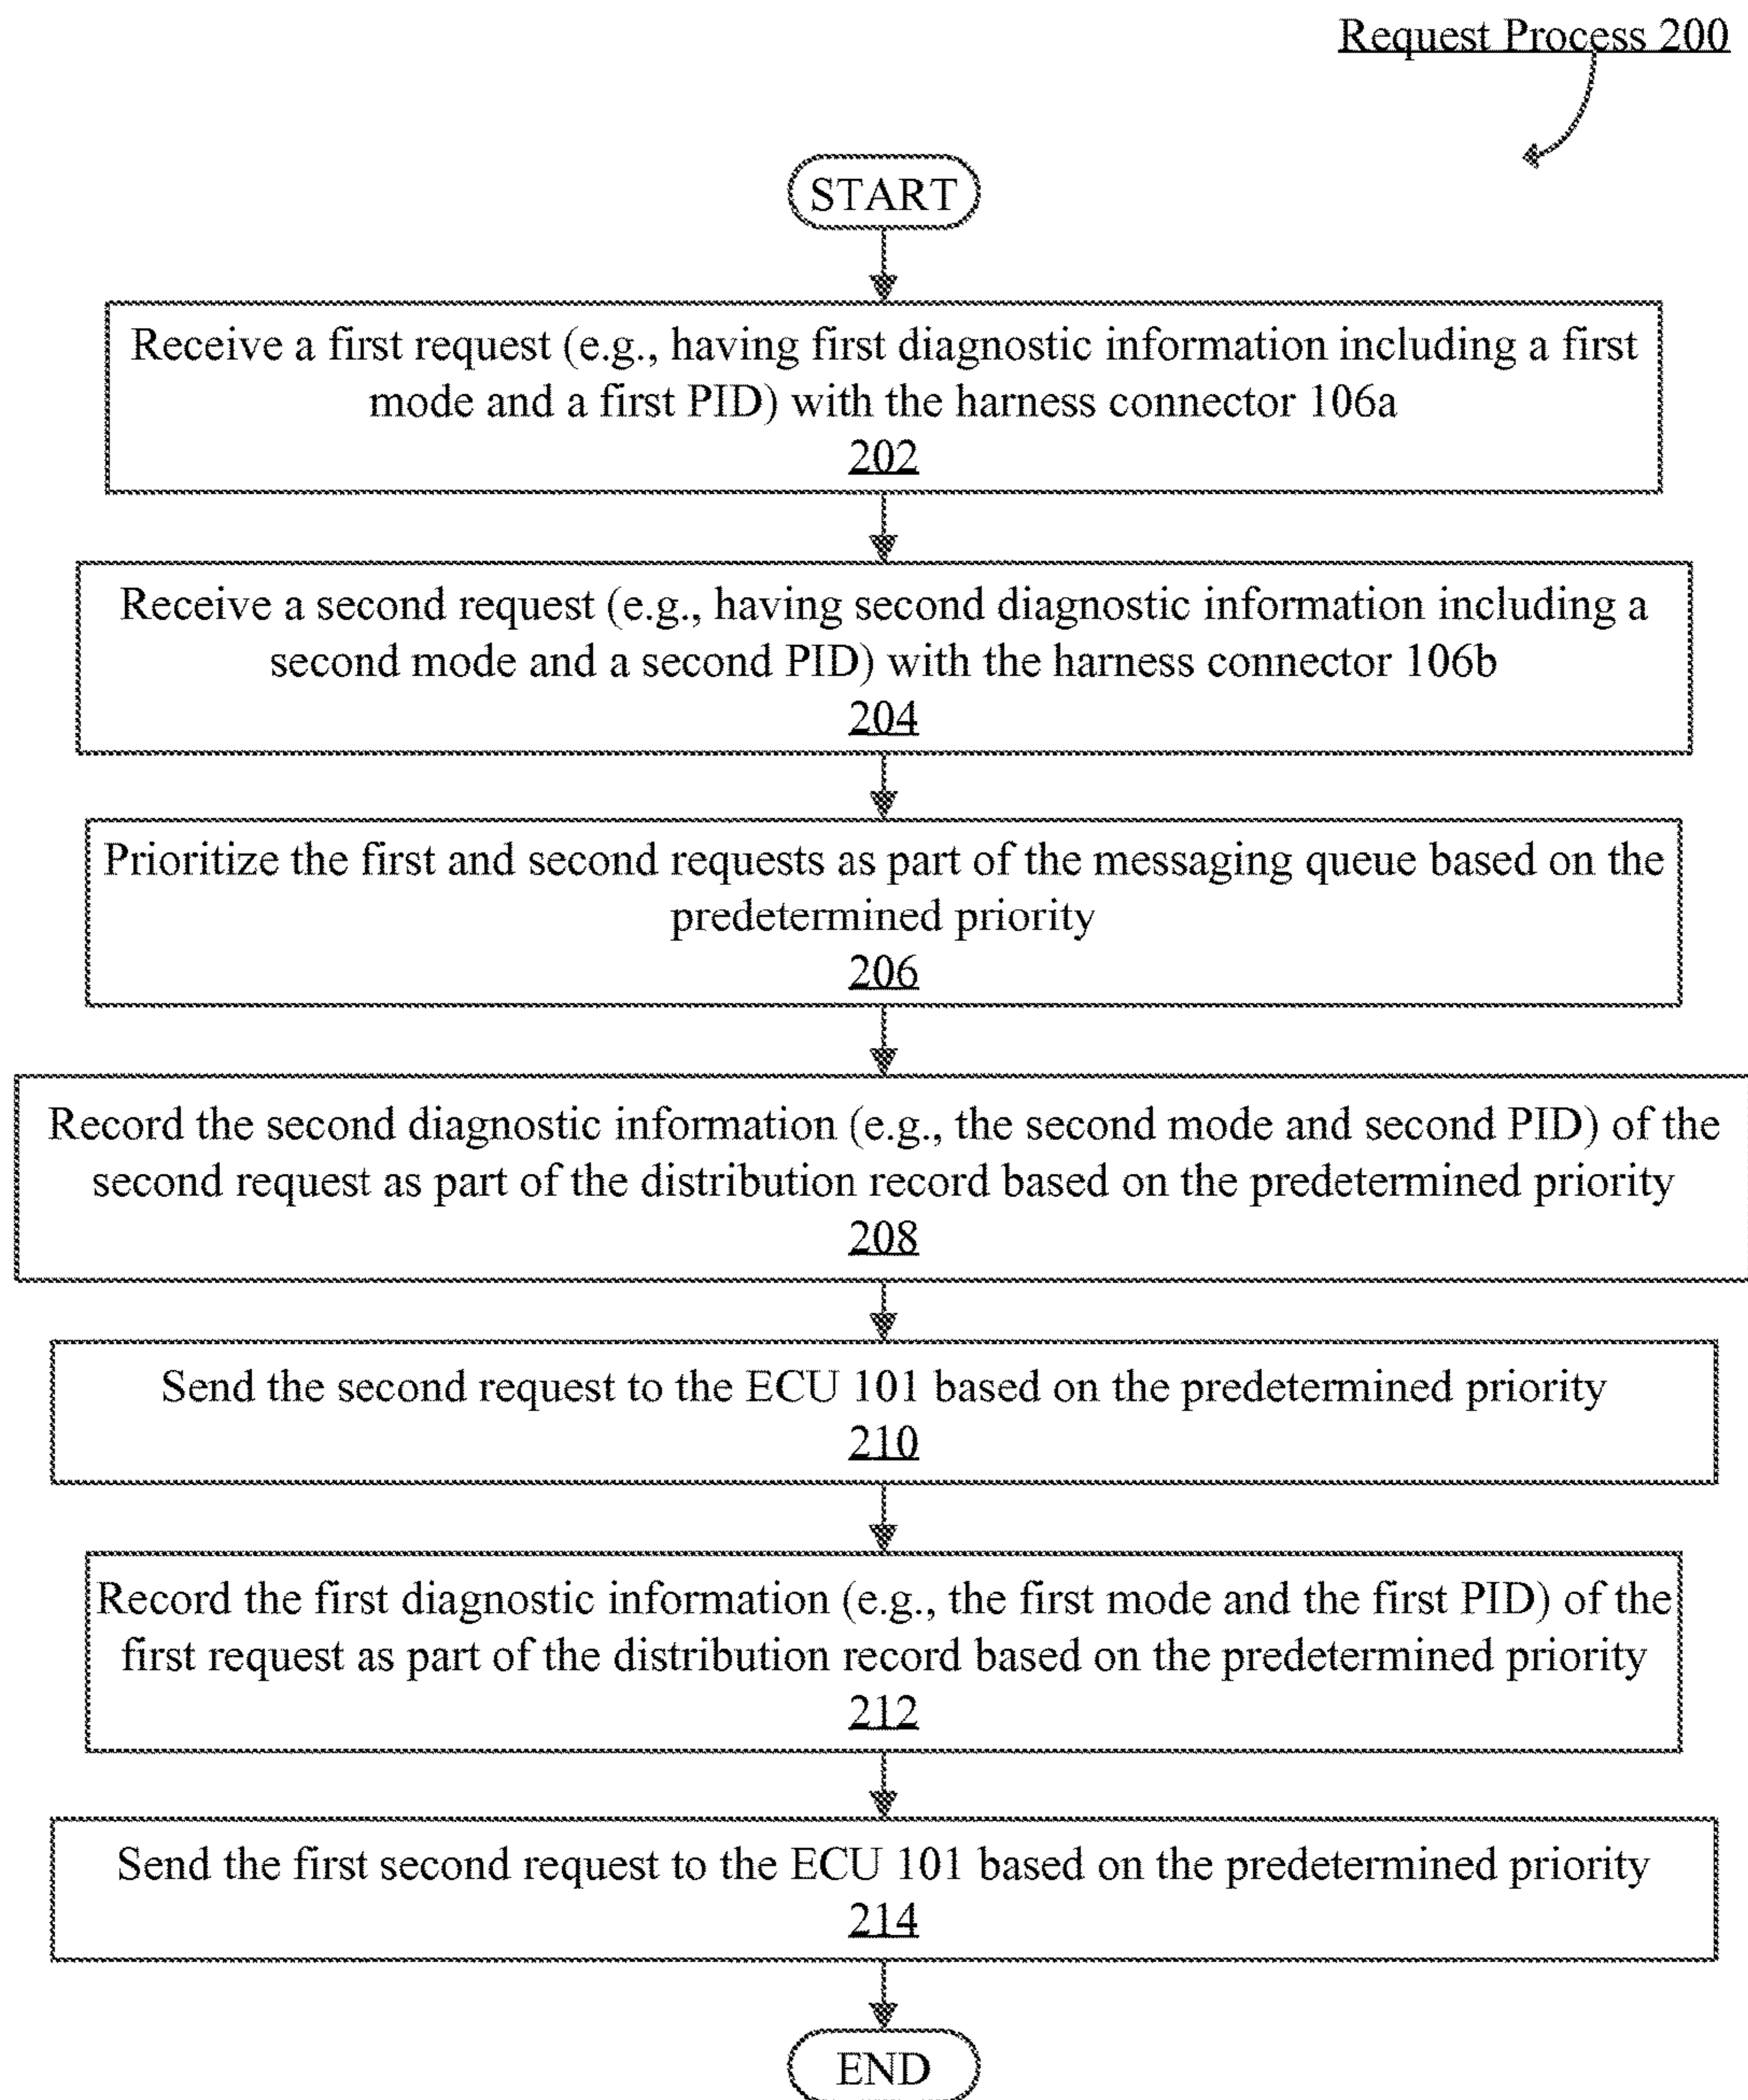 Request Process 200
START
Receive a first request (e.g., having first diagnostic information including a first
mode and a first PID) with the harness connector 106a
202
Receive a second request (e.g., having second diagnostic information including a
second mode and a second PID) with the harness connector 106b
204
Prioritize the first and second requests as part of the messaging queue based on the
predetermined priority
206
Record the second diagnostic information (e.g., the second mode and second PID) of the
second request as part of the distribution record based on the predetermined priority
208
Send the second request to the ECU 101 based on the predetermined priority
210
Record the first diagnostic information (e.g., the first mode and the first PID) of the
first request as part of the distribution record based on the predetermined priority
212
Send the first second request to the ECU 101 based on the predetermined priority
214
END